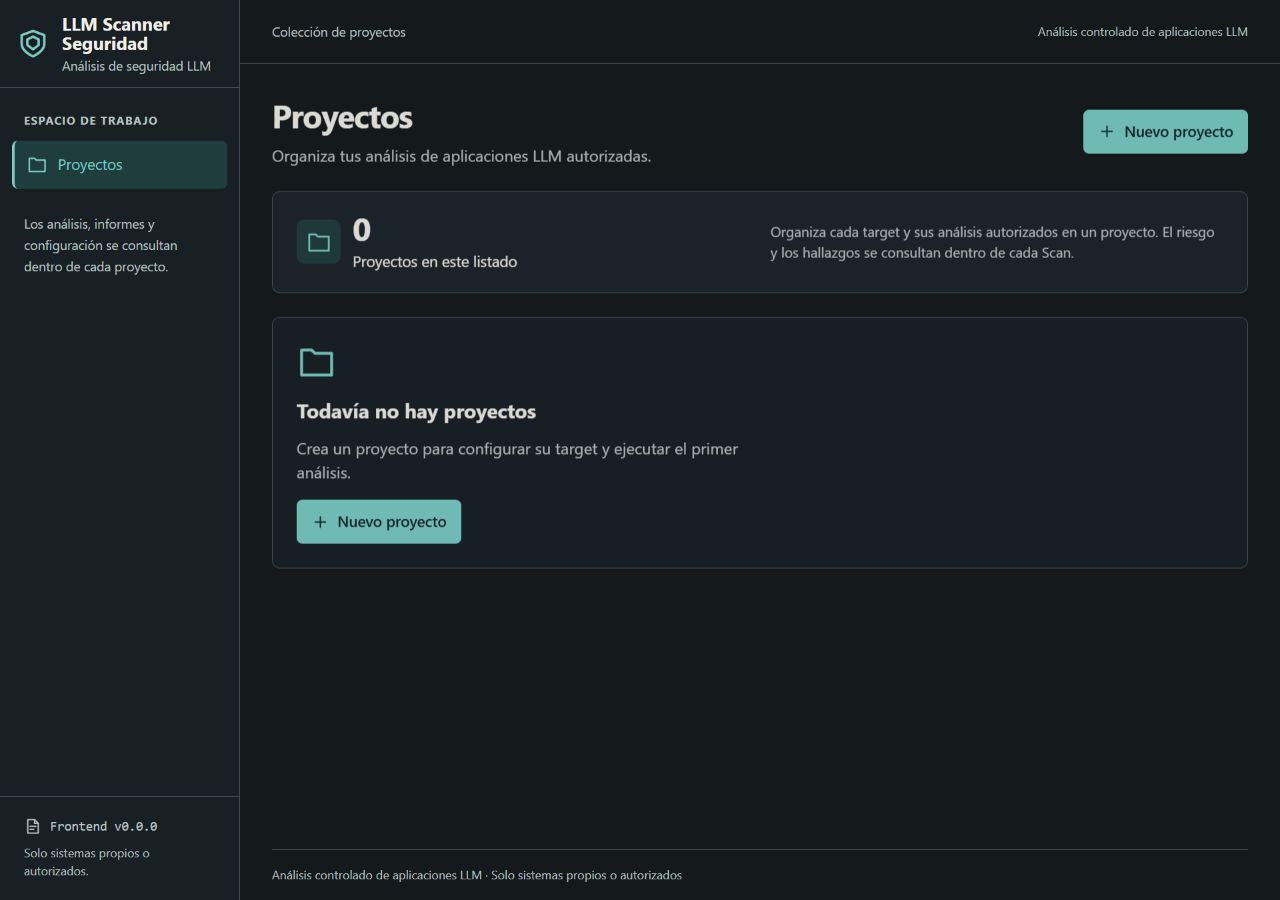 LLM Scanner
Seguridad
Análisis de seguridad LLM
ESPACIO DE TRABAJO
Proyectos
Los análisis, informes y
configuración se consultan
dentro de cada proyecto.
Frontend v0.0.0
Solo sistemas propios o
autorizados.
Colección de proyectos
Análisis controlado de aplicaciones LLM
Proyectos
Organiza tus análisis de aplicaciones LLM autorizadas.
+ Nuevo proyecto
0
Proyectos en este listado
Organiza cada target y sus análisis autorizados en un proyecto. El riesgo
y los hallazgos se consultan dentro de cada Scan.
Todavía no hay proyectos
Crea un proyecto para configurar su target y ejecutar el primer
análisis.
+ Nuevo proyecto
Análisis controlado de aplicaciones LLM · Solo sistemas propios o autorizados